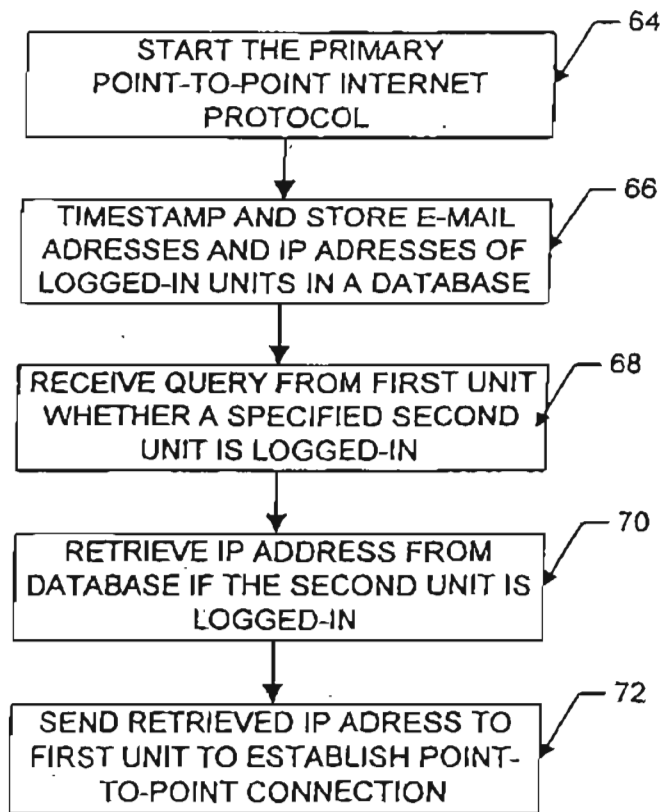 64
START THE PRIMARY
POINT-TO-POINT INTERNET
PROTOCOL
66
TIMESTAMP AND STORE E-MAIL
ADRESSES AND IP ADRESSES OF
LOGGED-IN UNITS IN A DATABASE
68
RECEIVE QUERY FROM FIRST UNIT
WHETHER A SPECIFIED SECOND
UNIT IS LOGGED-IN
70
RETRIEVE IP ADDRESS FROM
DATABASE IF THE SECOND UNIT IS
LOGGED-IN
72
SEND RETRIEVED IP ADRESS TO
FIRST UNIT TO ESTABLISH POINT-
TO-POINT CONNECTION